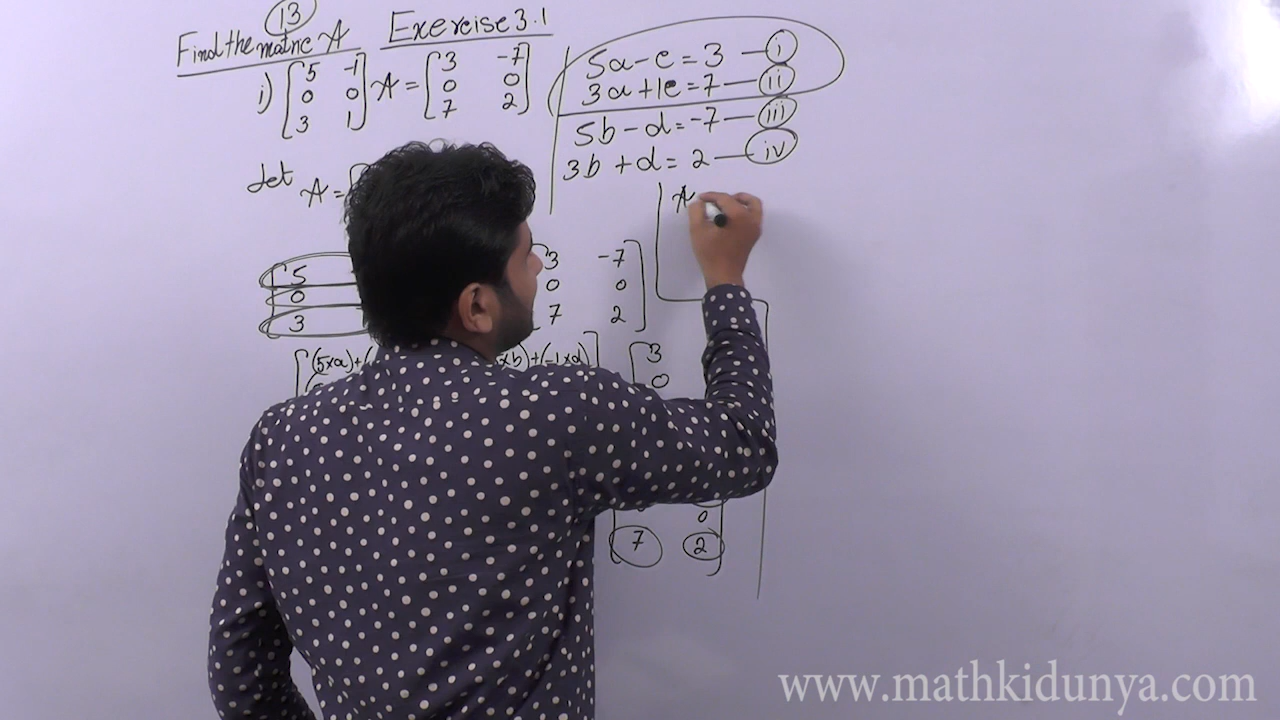 13
Find the matric A Exercise 3.1
i) [5 -1; 0 0; 3 1] A = [3 -7; 0 0; 7 2]
5a - c = 3 — i
3a + 1c = 7 — ii
5b - d = -7 — iii
3b + d = 2 — iv
Let A = [
A
[5
0
3
3 -7
0 0
7 2]
[(5×a)+(
×b)+(-1×d)]
[3
0
0
7 2
www.mathkidunya.com